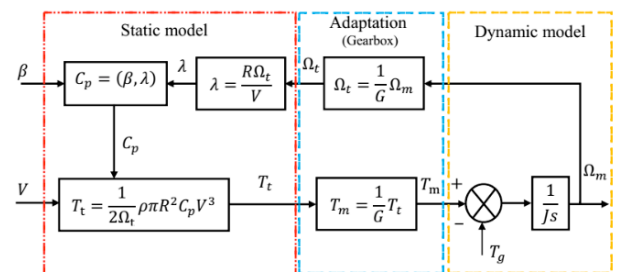 Static model
Adaptation
(Gearbox)
Dynamic model
β
C_p = (β, λ)
λ
λ = RΩ_t / V
Ω_t
Ω_t = 1/G Ω_m
C_p
V
T_t = 1/2Ω_t ρπR²C_pV³
T_t
T_m = 1/G T_t
T_m
+
−
T_g
1/Js
Ω_m